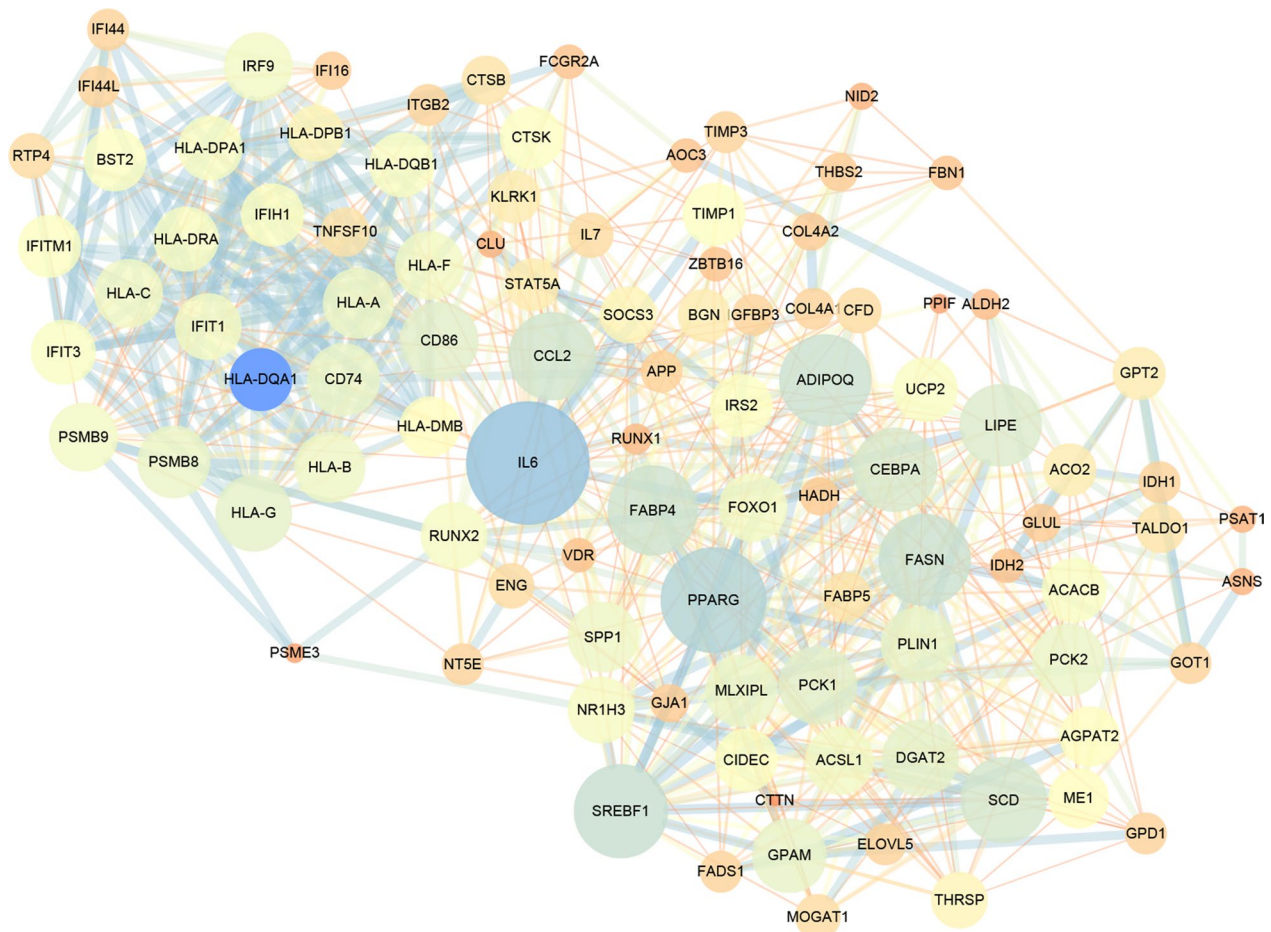 IFI44
IRF9
IFI16
FCGR2A
IFI44L
CTSB
NID2
ITGB2
TIMP3
RTP4
BST2
HLA-DPA1
HLA-DPB1
HLA-DQB1
CTSK
AOC3
THBS2
FBN1
KLRK1
IFIH1
TIMP1
IFITM1
HLA-DRA
TNFSF10
CLU
IL7
COL4A2
HLA-F
ZBTB16
HLA-C
HLA-A
STAT5A
PPIF
ALDH2
IFIT1
SOCS3
BGN
GFBP3
COL4A1
CFD
IFIT3
CD86
CCL2
HLA-DQA1
CD74
APP
ADIPOQ
UCP2
GPT2
IRS2
PSMB9
HLA-DMB
RUNX1
LIPE
PSMB8
HLA-B
IL6
CEBPA
ACO2
IDH1
HLA-G
FABP4
FOXO1
HADH
GLUL
TALDO1
PSAT1
RUNX2
VDR
FASN
IDH2
ASNS
ENG
PPARG
FABP5
ACACB
PSME3
NT5E
SPP1
PLIN1
PCK2
GOT1
NR1H3
GJA1
MLXIPL
PCK1
CIDEC
ACSL1
DGAT2
AGPAT2
SREBF1
CTTN
SCD
ME1
GPD1
FADS1
GPAM
ELOVL5
MOGAT1
THRSP